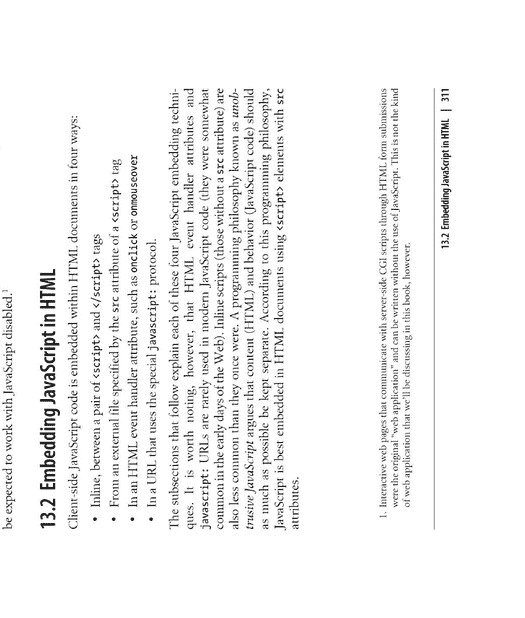 be expected to work with JavaScript disabled.¹
13.2 Embedding JavaScript in HTML
Client-side JavaScript code is embedded within HTML documents in four ways:
• Inline, between a pair of <script> and </script> tags
• From an external file specified by the src attribute of a <script> tag
• In an HTML event handler attribute, such as onclick or onmouseover
• In a URL that uses the special javascript: protocol.
The subsections that follow explain each of these four JavaScript embedding techni-
ques. It is worth noting, however, that HTML event handler attributes and
javascript: URLs are rarely used in modern JavaScript code (they were somewhat
common in the early days of the Web). Inline scripts (those without a src attribute) are
also less common than they once were. A programming philosophy known as unob-
trusive JavaScript argues that content (HTML) and behavior (JavaScript code) should
as much as possible be kept separate. According to this programming philosophy,
JavaScript is best embedded in HTML documents using <script> elements with src
attributes.
1. Interactive web pages that communicate with server-side CGI scripts through HTML form submissions
were the original “web application” and can be written without the use of JavaScript. This is not the kind
of web application that we’ll be discussing in this book, however.
13.2 Embedding JavaScript in HTML | 311